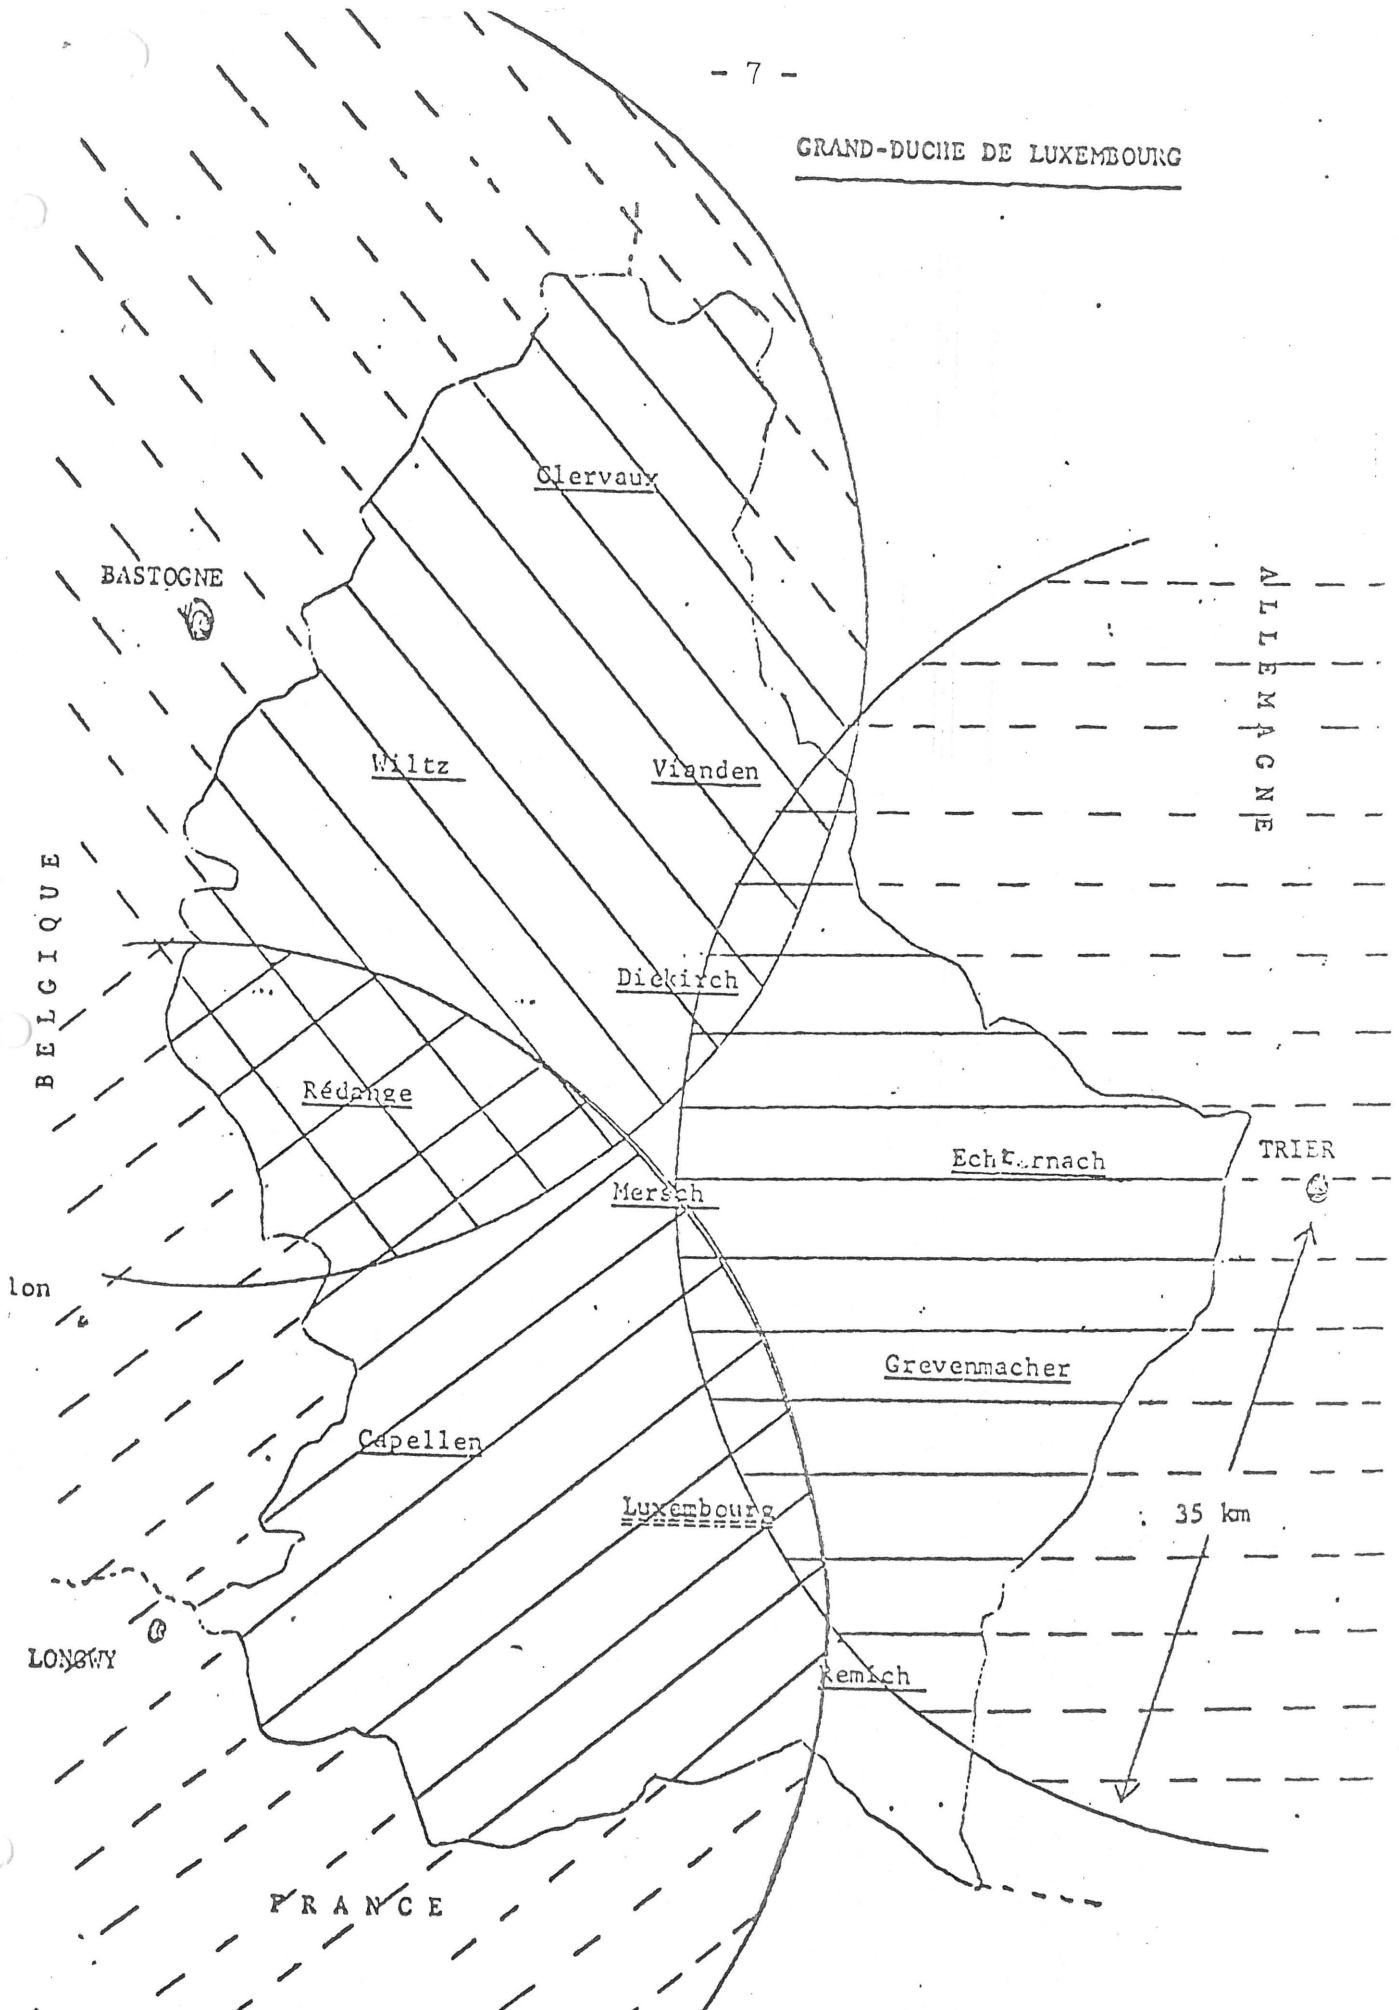 - 7 -
GRAND-DUCHE DE LUXEMBOURG
Clervaux
BASTOGNE
ALLEMAGNE
Wiltz
Vianden
BELGIQUE
Diekirch
Rédange
Echternach
TRIER
Mersch
lon
Grevenmacher
Capellen
Luxembourg
: 35 km
LONGWY
Remich
FRANCE